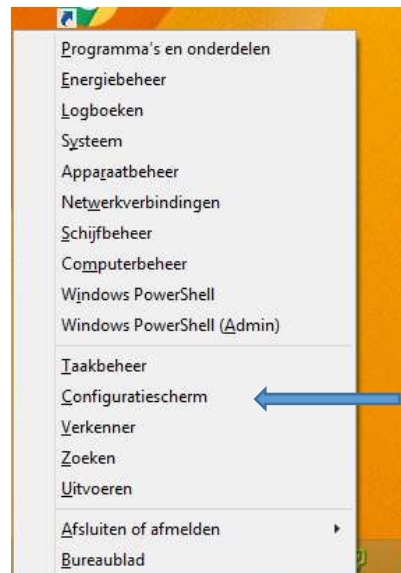 Programma's en onderdelen
Energiebeheer
Logboeken
Systeem
Apparaatbeheer
Netwerkverbindingen
Schijfbeheer
Computerbeheer
Windows PowerShell
Windows PowerShell (Admin)
Taakbeheer
Configuratiescherm
Verkenner
Zoeken
Uitvoeren
Afsluiten of afmelden
Bureaublad